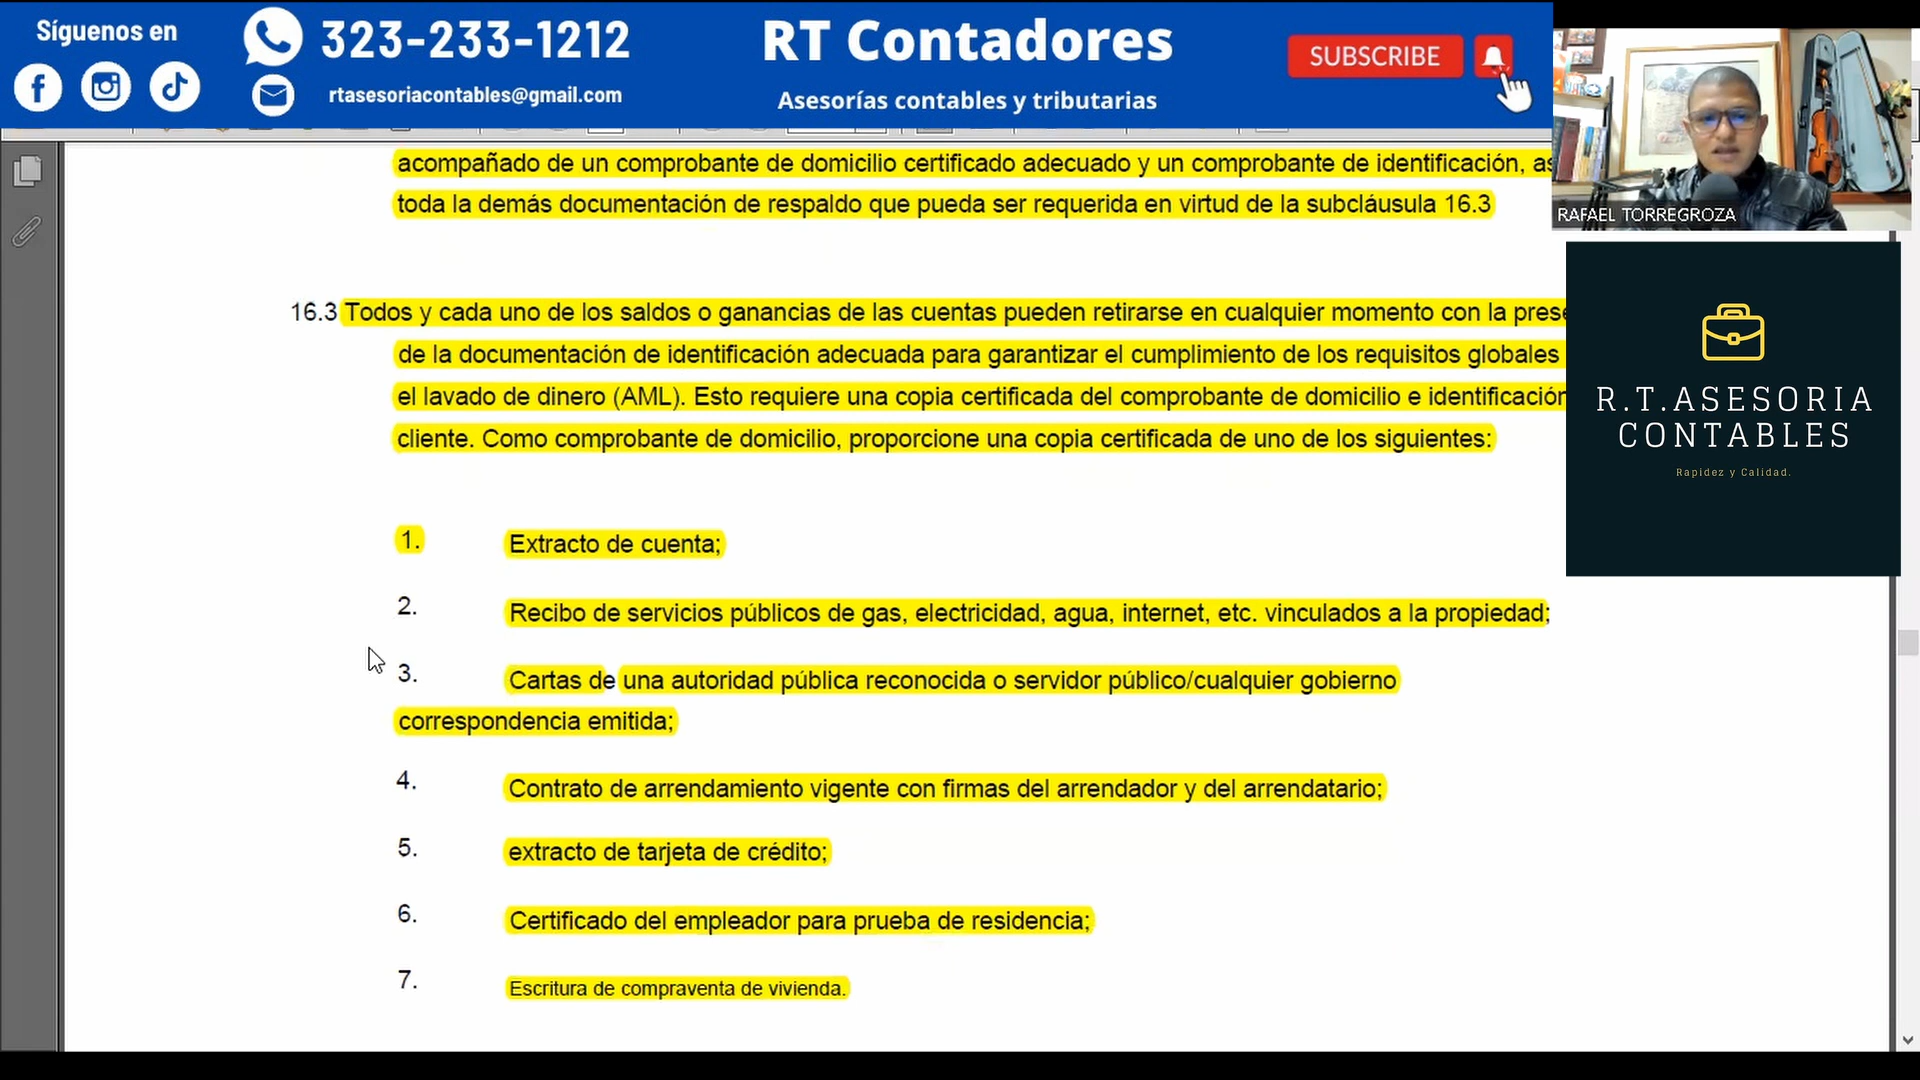 Síguenos en
323-233-1212
rtasesoriacontables@gmail.com
RT Contadores
Asesorías contables y tributarias
SUBSCRIBE
RAFAEL TORREGROZA
R.T.ASESORIA
CONTABLES
Rapidez y Calidad.
acompañado de un comprobante de domicilio certificado adecuado y un comprobante de identificación,
toda la demás documentación de respaldo que pueda ser requerida en virtud de la subcláusula 16.3
16.3 Todos y cada uno de los saldos o ganancias de las cuentas pueden retirarse en cualquier momento con la
de la documentación de identificación adecuada para garantizar el cumplimiento de los requisitos globales
el lavado de dinero (AML). Esto requiere una copia certificada del comprobante de domicilio e identificación
cliente. Como comprobante de domicilio, proporcione una copia certificada de uno de los siguientes:
1. Extracto de cuenta;
2. Recibo de servicios públicos de gas, electricidad, agua, internet, etc. vinculados a la propiedad;
3. Cartas de una autoridad pública reconocida o servidor público/cualquier gobierno
correspondencia emitida;
4. Contrato de arrendamiento vigente con firmas del arrendador y del arrendatario;
5. extracto de tarjeta de crédito;
6. Certificado del empleador para prueba de residencia;
7. Escritura de compraventa de vivienda.